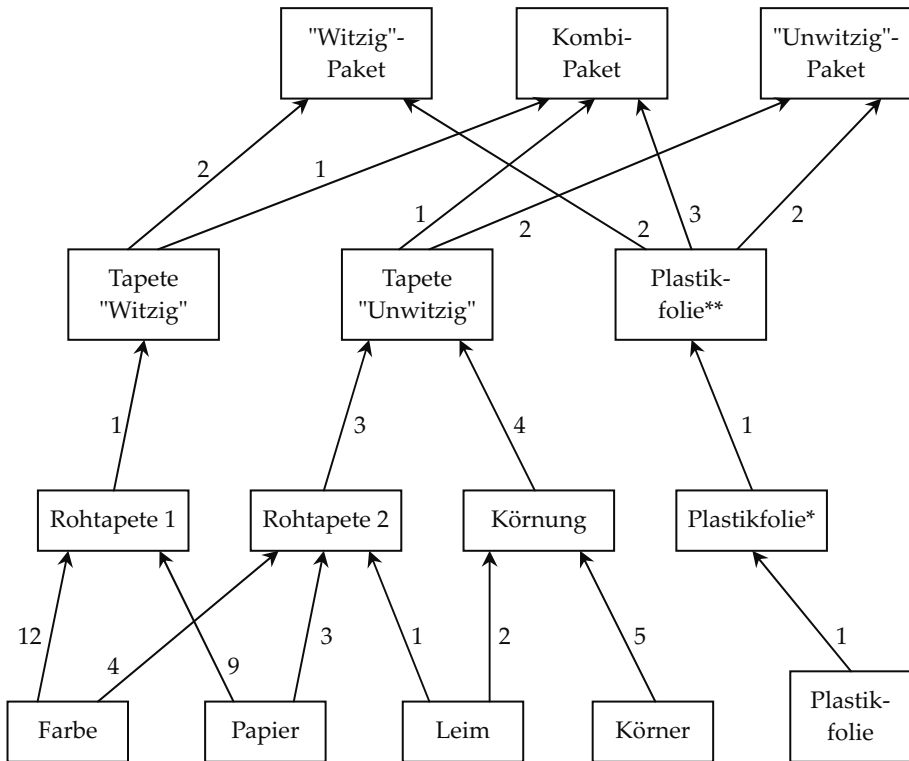 "Witzig"-
Paket
Kombi-
Paket
"Unwitzig"-
Paket
2
1
1
2
2
3
2
Tapete
"Witzig"
Tapete
"Unwitzig"
Plastik-
folie**
1
3
4
1
Rohtapete 1
Rohtapete 2
Körnung
Plastikfolie*
12
4
9
3
1
2
5
1
Farbe
Papier
Leim
Körner
Plastik-
folie